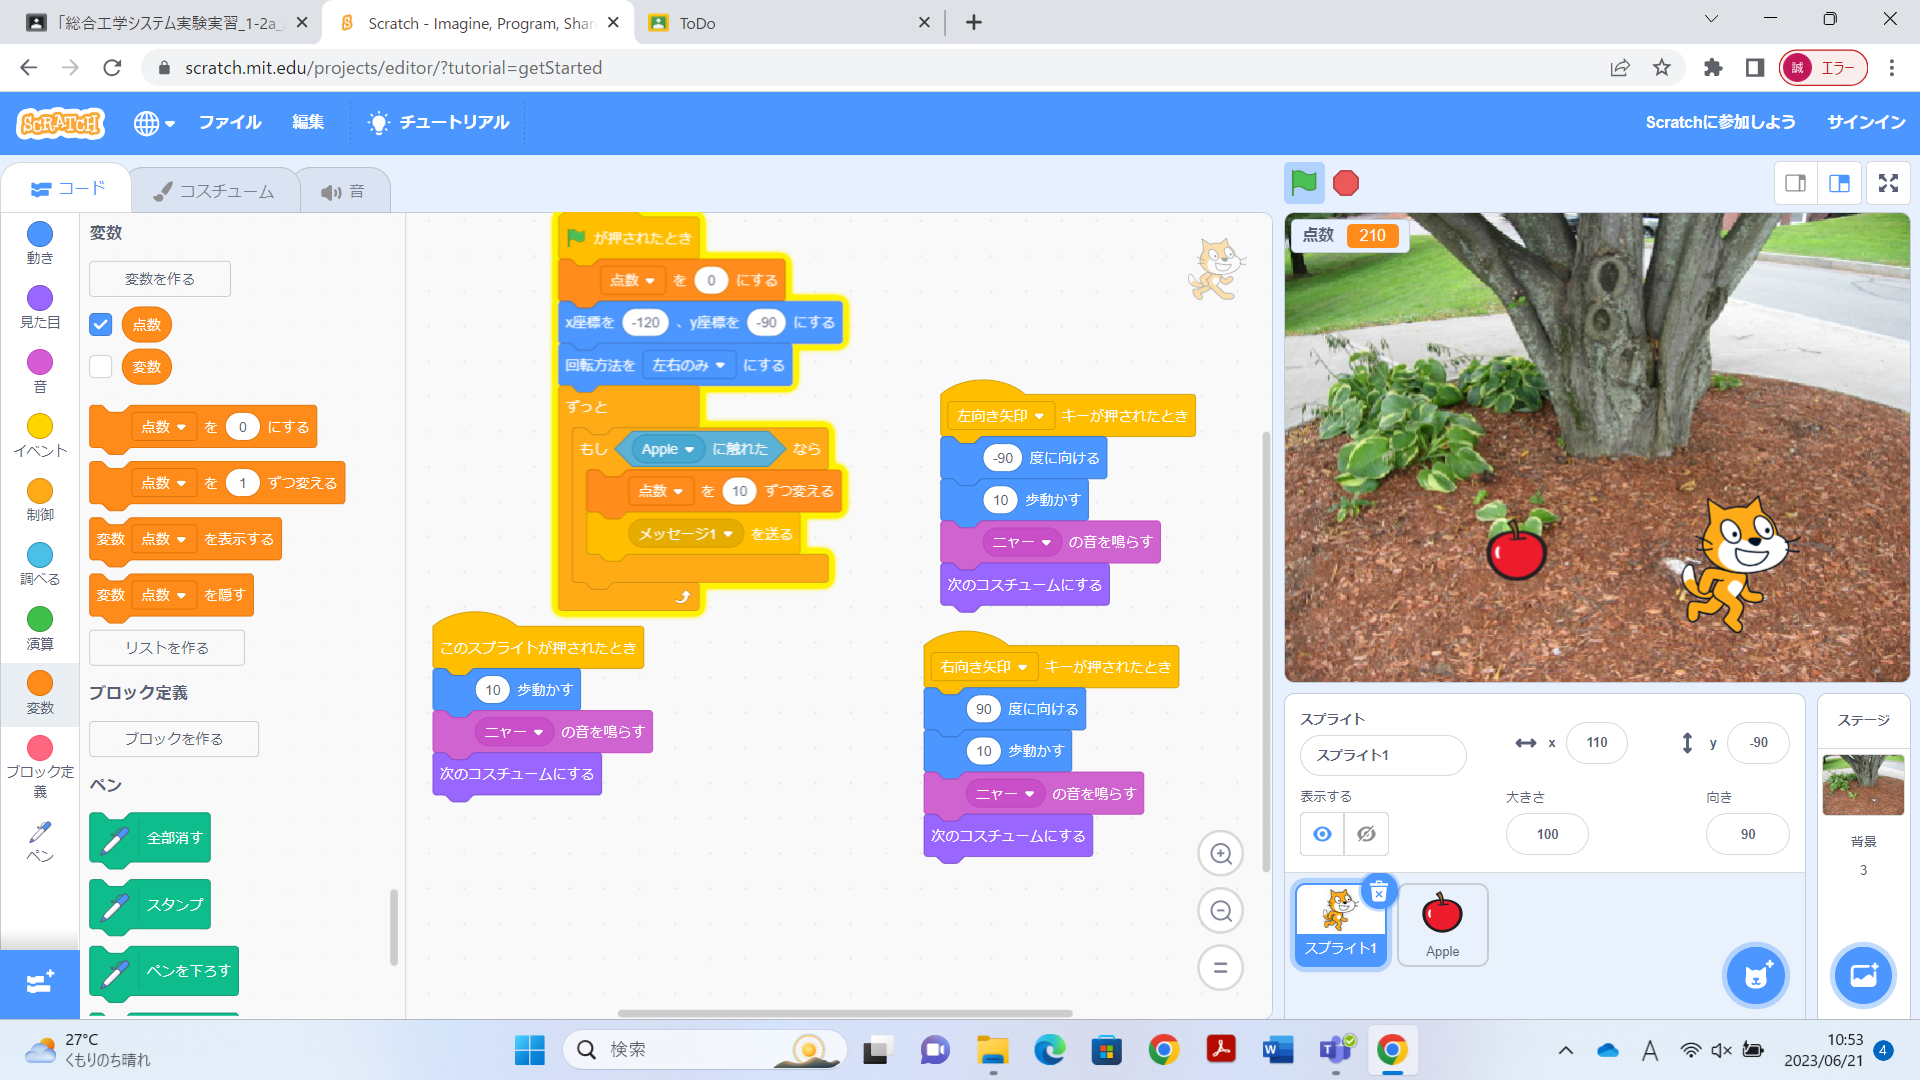 「総合工学システム実験実習_1-2a_
Scratch - Imagine, Program, Shar
ToDo
scratch.mit.edu/projects/editor/?tutorial=getStarted
誠 エラー
SCRATCH
ファイル
編集
チュートリアル
Scratchに参加しよう
サインイン
コード
コスチューム
音
動き
見た目
音
イベント
制御
調べる
演算
変数
ブロック定
義
ペン
変数
変数を作る
点数
変数
点数 を 0 にする
点数 を 1 ずつ変える
変数 点数 を表示する
変数 点数 を隠す
リストを作る
ブロック定義
ブロックを作る
ペン
全部消す
スタンプ
ペンを下ろす
が押されたとき
点数 を 0 にする
x座標を -120 、y座標を -90 にする
回転方法を 左右のみ にする
ずっと
もし Apple に触れた なら
点数 を 10 ずつ変える
メッセージ1 を送る
このスプライトが押されたとき
10 歩動かす
ニャー の音を鳴らす
次のコスチュームにする
左向き矢印 キーが押されたとき
-90 度に向ける
10 歩動かす
ニャー の音を鳴らす
次のコスチュームにする
右向き矢印 キーが押されたとき
90 度に向ける
10 歩動かす
ニャー の音を鳴らす
次のコスチュームにする
点数 210
スプライト
スプライト1
x 110
y -90
表示する
大きさ
100
向き
90
スプライト1
Apple
ステージ
背景
3
27°C
くもりのち晴れ
検索
A
10:53
2023/06/21
4